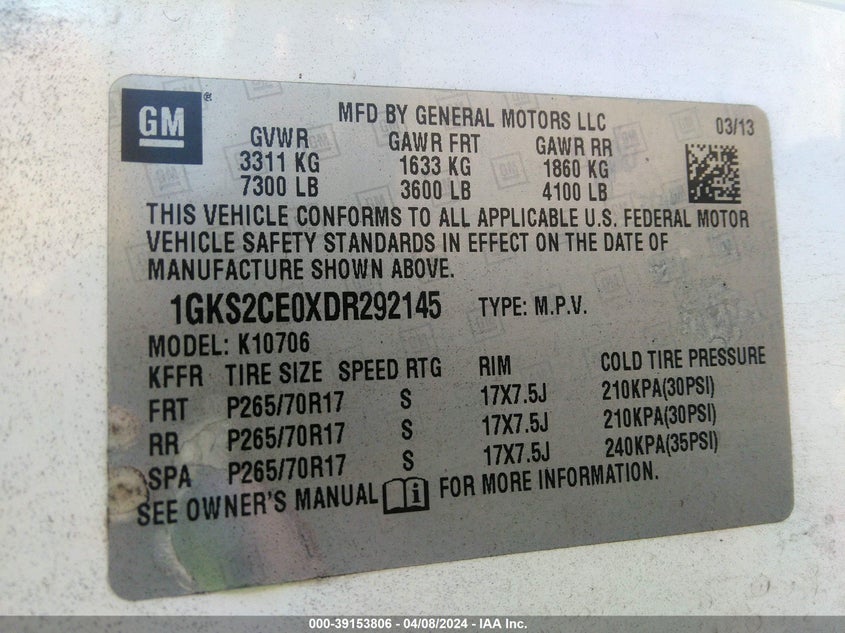 GM®
MFD BY GENERAL MOTORS LLC
03/13
GVWR GAWR FRT GAWR RR
3311 KG 1633 KG 1860 KG
7300 LB 3600 LB 4100 LB
THIS VEHICLE CONFORMS TO ALL APPLICABLE U.S. FEDERAL MOTOR
VEHICLE SAFETY STANDARDS IN EFFECT ON THE DATE OF
MANUFACTURE SHOWN ABOVE.
1GKS2CE0XDR292145 TYPE: M.P.V.
MODEL: K10706
KFFR TIRE SIZE SPEED RTG RIM COLD TIRE PRESSURE
FRT P265/70R17 S 17X7.5J 210KPA(30PSI)
RR P265/70R17 S 17X7.5J 210KPA(30PSI)
SPA P265/70R17 S 17X7.5J 240KPA(35PSI)
SEE OWNER'S MANUAL FOR MORE INFORMATION.
000-39153806 - 04/08/2024 - IAA Inc.